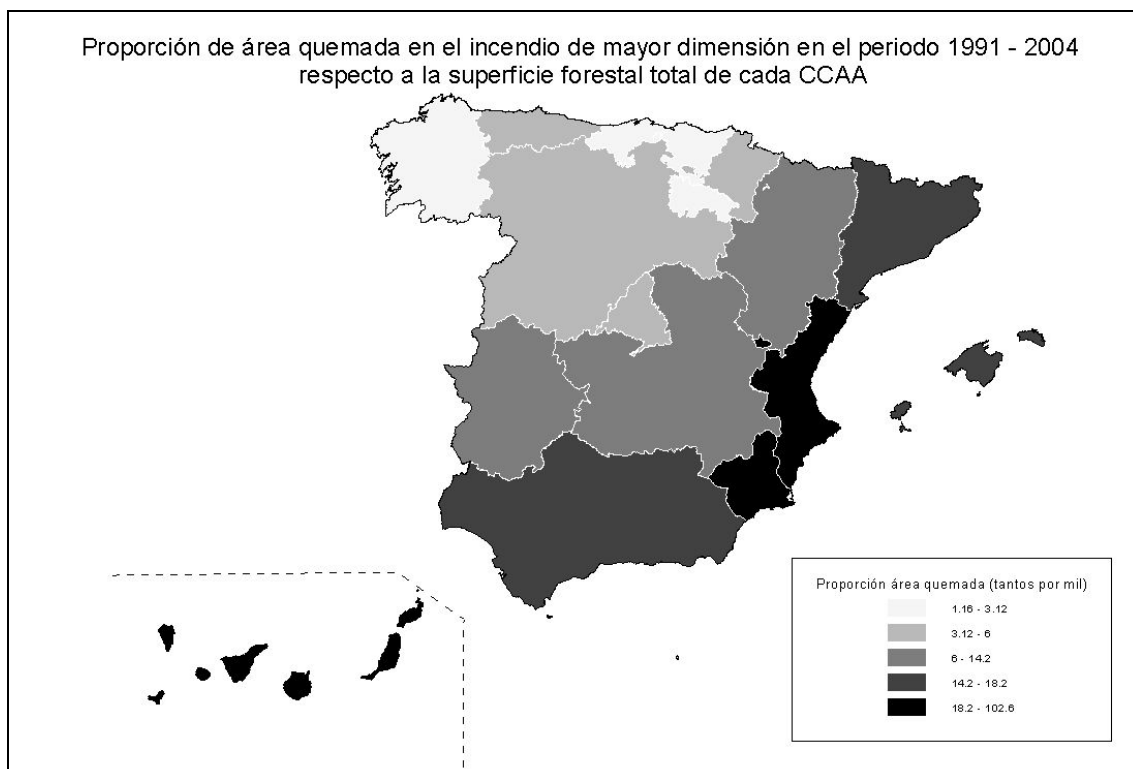 Proporción de área quemada en el incendio de mayor dimensión en el periodo 1991 - 2004
respecto a la superficie forestal total de cada CCAA
Proporción área quemada (tantos por mil)
1.16 - 3.12
3.12 - 6
6 - 14.2
14.2 - 18.2
18.2 - 102.6